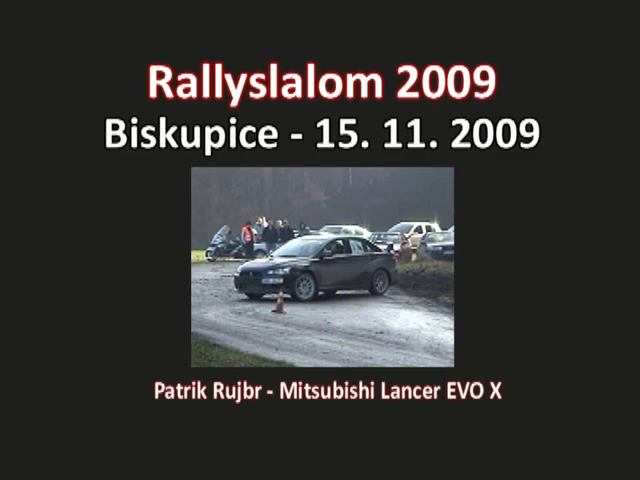 Rallyslalom 2009
Biskupice - 15. 11. 2009
Patrik Rujbr - Mitsubishi Lancer EVO X